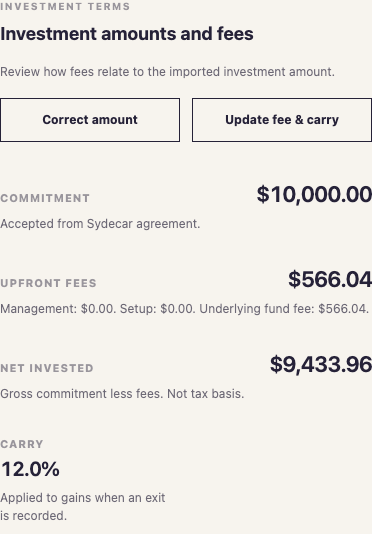 INVESTMENT TERMS
Investment amounts and fees
Review how fees relate to the imported investment amount.
Correct amount
Update fee & carry
COMMITMENT
$10,000.00
Accepted from Sydecar agreement.
UPFRONT FEES
$566.04
Management: $0.00. Setup: $0.00. Underlying fund fee: $566.04.
NET INVESTED
$9,433.96
Gross commitment less fees. Not tax basis.
CARRY
12.0%
Applied to gains when an exit
is recorded.